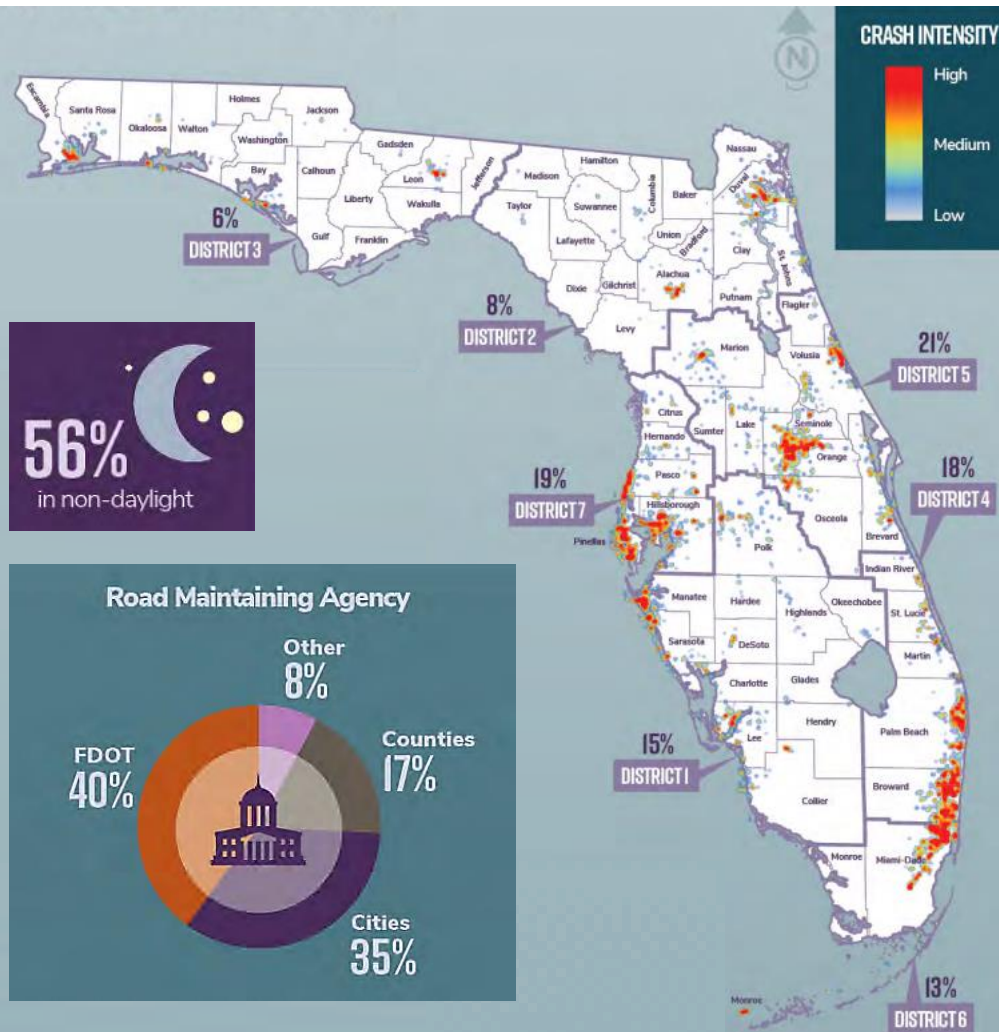 N
CRASH INTENSITY
High
Medium
Low
Escambia
Santa Rosa
Okaloosa
Walton
Holmes
Washington
Jackson
Bay
Calhoun
Gulf
Liberty
Franklin
Gadsden
Leon
Wakulla
Jefferson
6%
DISTRICT 3
Madison
Taylor
Hamilton
Suwannee
Lafayette
Columbia
Baker
Nassau
Duval
Union
Bradford
Clay
St. Johns
Dixie
Gilchrist
Alachua
Putnam
Levy
8%
DISTRICT 2
Flagler
Marion
Volusia
21%
DISTRICT 5
Citrus
Sumter
Lake
Seminole
Hernando
Orange
Pasco
Osceola
Brevard
19%
DISTRICT 7
Hillsborough
Pinellas
Polk
18%
DISTRICT 4
Indian River
Okeechobee
St. Lucie
Martin
Manatee
Hardee
Highlands
Sarasota
DeSoto
Charlotte
Glades
Lee
Hendry
Collier
15%
DISTRICT 1
Palm Beach
Broward
Monroe
Miami-Dade
Monroe
13%
DISTRICT 6
56%
in non-daylight
Road Maintaining Agency
Other
8%
Counties
17%
FDOT
40%
Cities
35%